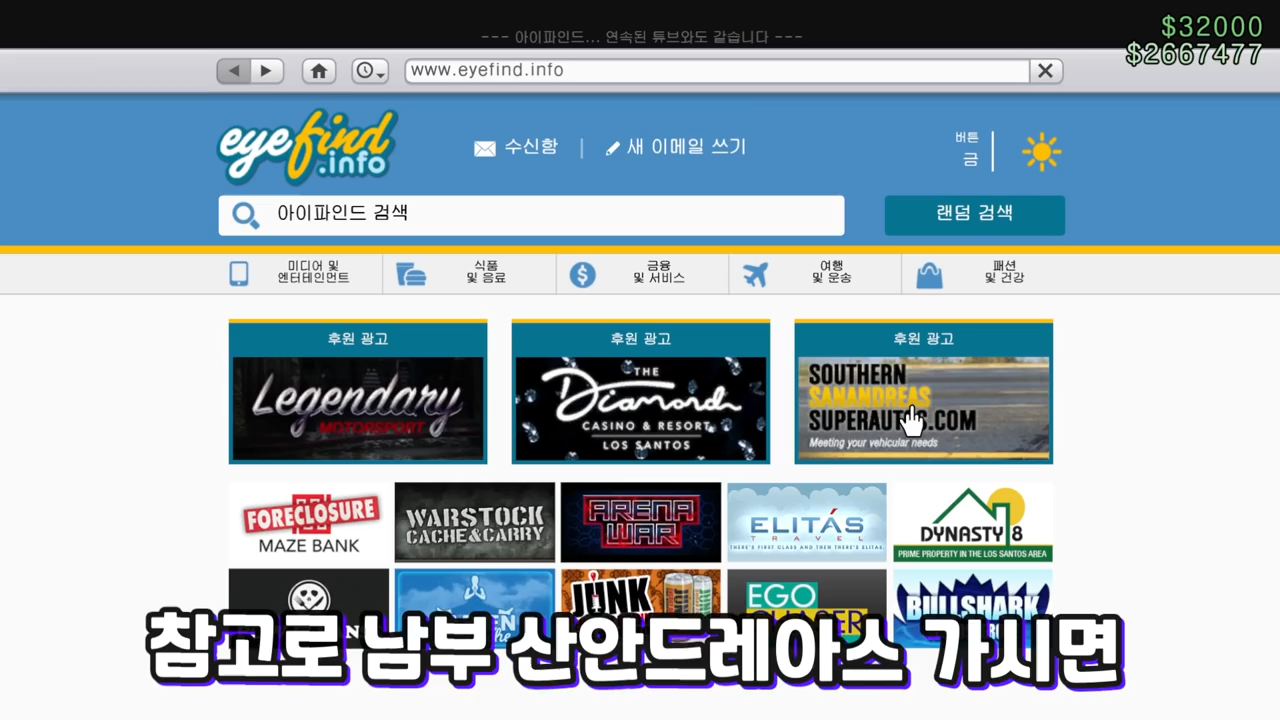 --- 아이파인드... 연속된 튜브와도 같습니다 ---
$32000
$2667477
www.eyefind.info
eyefind
.info
수신함
새 이메일 쓰기
버튼
금
아이파인드 검색
랜덤 검색
미디어 및
엔터테인먼트
식품
및 음료
금융
및 서비스
여행
및 운송
패션
및 건강
후원 광고
후원 광고
후원 광고
Legendary
MOTORSPORT
THE
Diamond
CASINO & RESORT
LOS SANTOS
SOUTHERN
SANANDREAS
SUPERAUTOS.COM
Meeting your vehicular needs
FORECLOSURE
MAZE BANK
WARSTOCK
CACHE&CARRY
ARENA
WAR
ELITÁS
TRAVEL
THERE'S FIRST CLASS AND THEN THERE'S ELITAS.
DYNASTY 8
PRIME PROPERTY IN THE LOS SANTOS AREA
JUNK
EGO
BULLSHARK
참고로 남부 산안드레아스 가시면